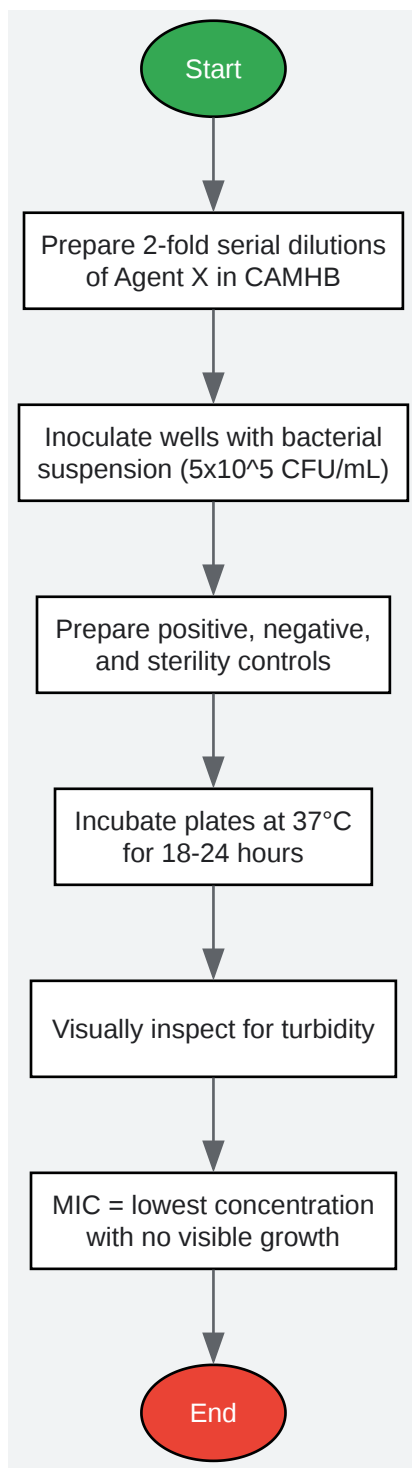 Start
Prepare 2-fold serial dilutions
of Agent X in CAMHB
Inoculate wells with bacterial
suspension (5x10^5 CFU/mL)
Prepare positive, negative,
and sterility controls
Incubate plates at 37°C
for 18-24 hours
Visually inspect for turbidity
MIC = lowest concentration
with no visible growth
End